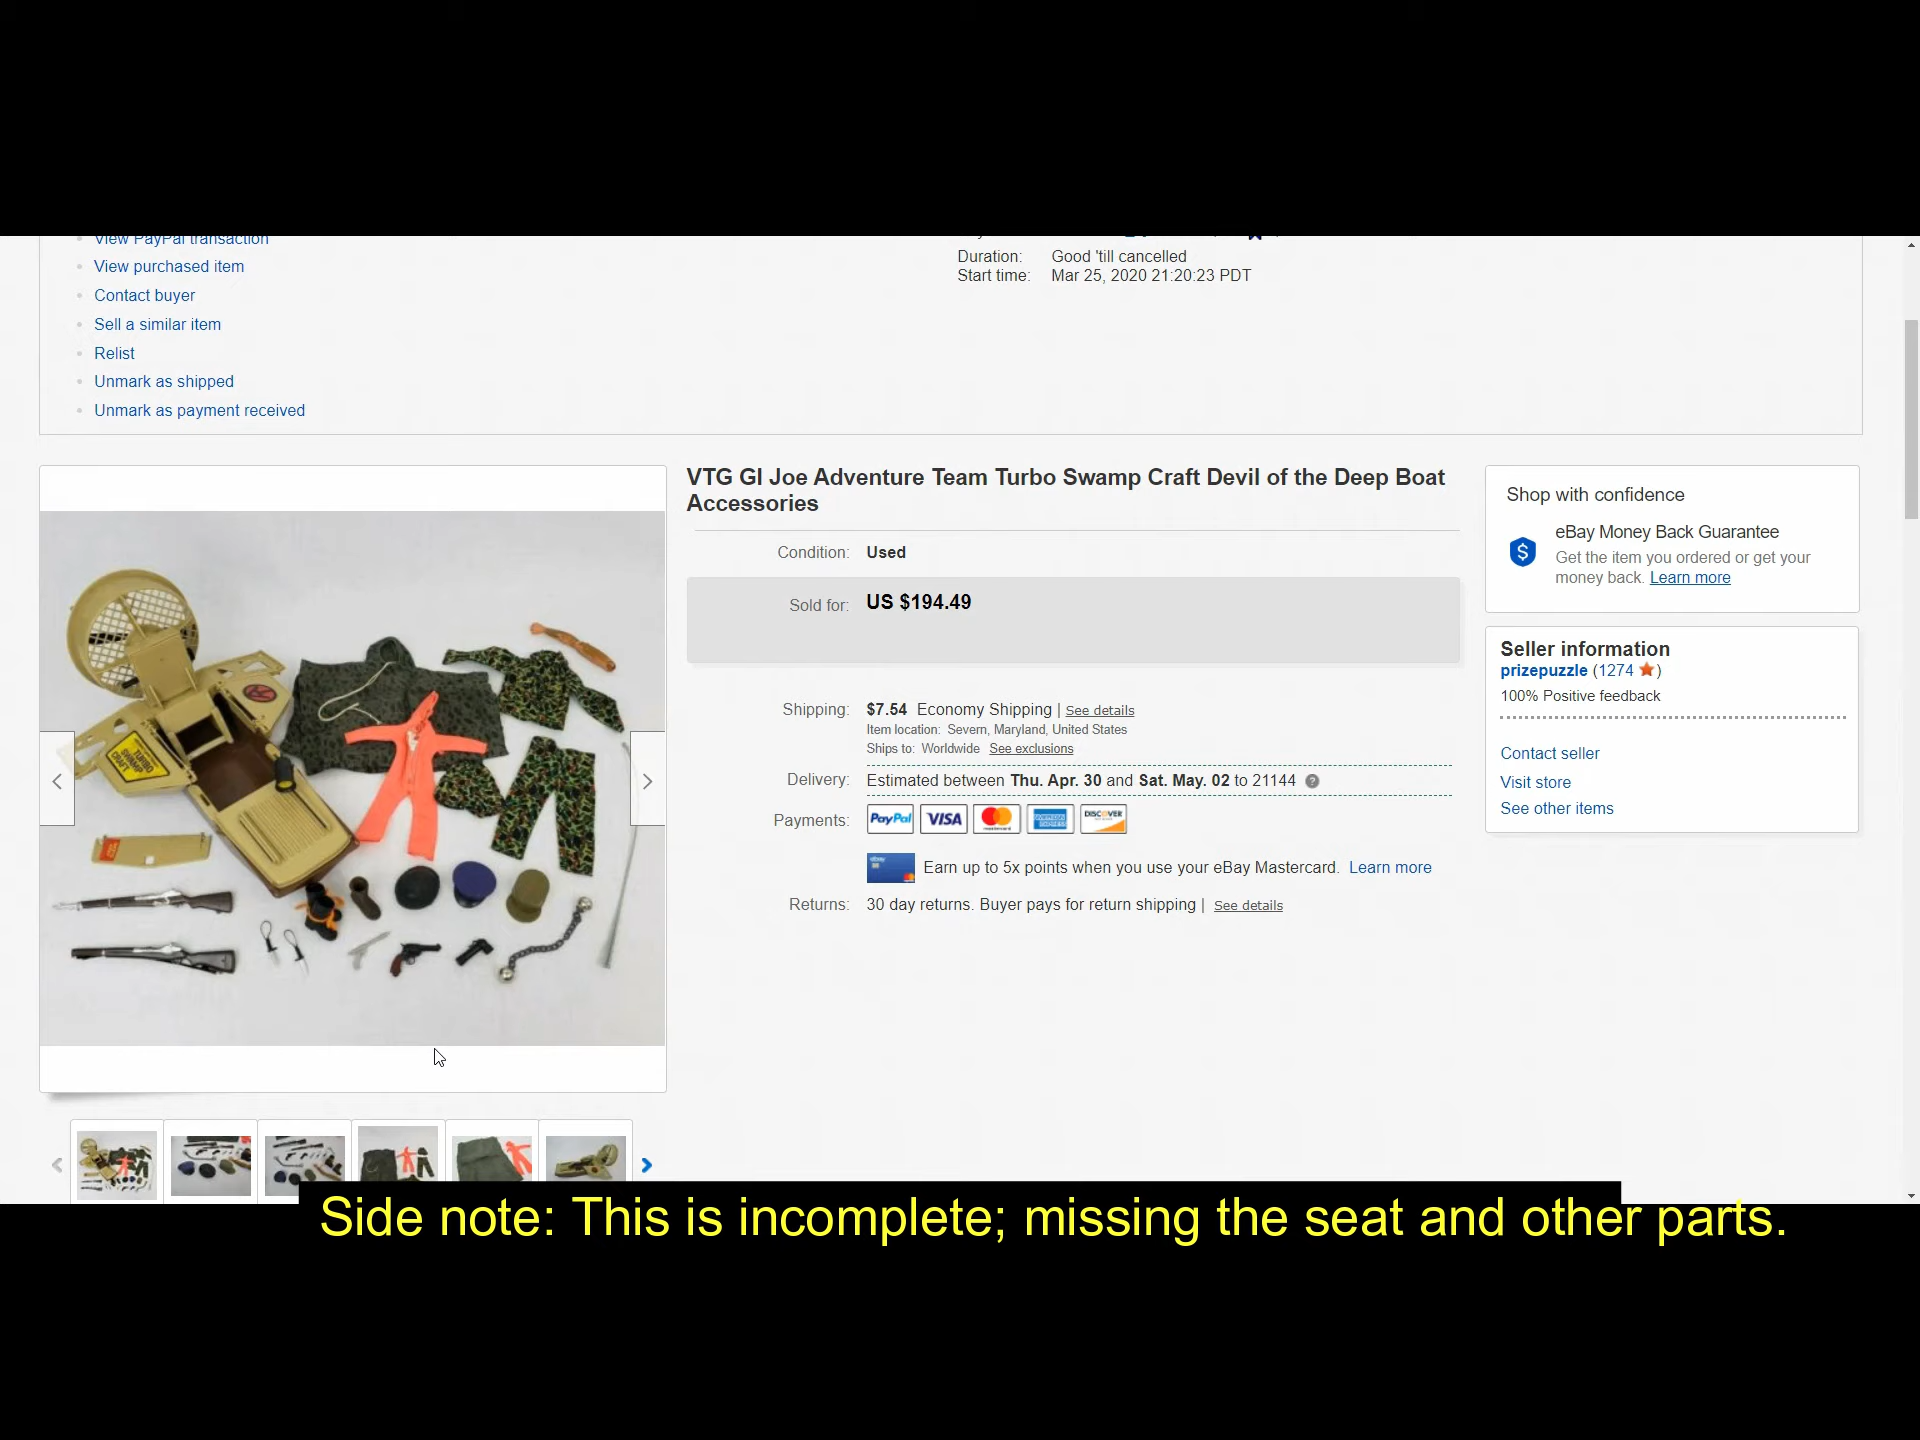 View PayPal transaction
View purchased item
Contact buyer
Sell a similar item
Relist
Unmark as shipped
Unmark as payment received
Duration: Good 'till cancelled
Start time: Mar 25, 2020 21:20:23 PDT
VTG GI Joe Adventure Team Turbo Swamp Craft Devil of the Deep Boat
Accessories
Condition: Used
Sold for: US $194.49
Shipping: $7.54 Economy Shipping | See details
Item location: Severn, Maryland, United States
Ships to: Worldwide See exclusions
Delivery: Estimated between Thu. Apr. 30 and Sat. May. 02 to 21144 ?
Payments: PayPal VISA mastercard AMERICAN EXPRESS DISCOVER
ebay Earn up to 5x points when you use your eBay Mastercard. Learn more
Returns: 30 day returns. Buyer pays for return shipping | See details
Shop with confidence
eBay Money Back Guarantee
$ Get the item you ordered or get your
money back. Learn more
Seller information
prizepuzzle (1274 )
100% Positive feedback
Contact seller
Visit store
See other items
TURBO
SWAMP
CRAFT
Side note: This is incomplete; missing the seat and other parts.